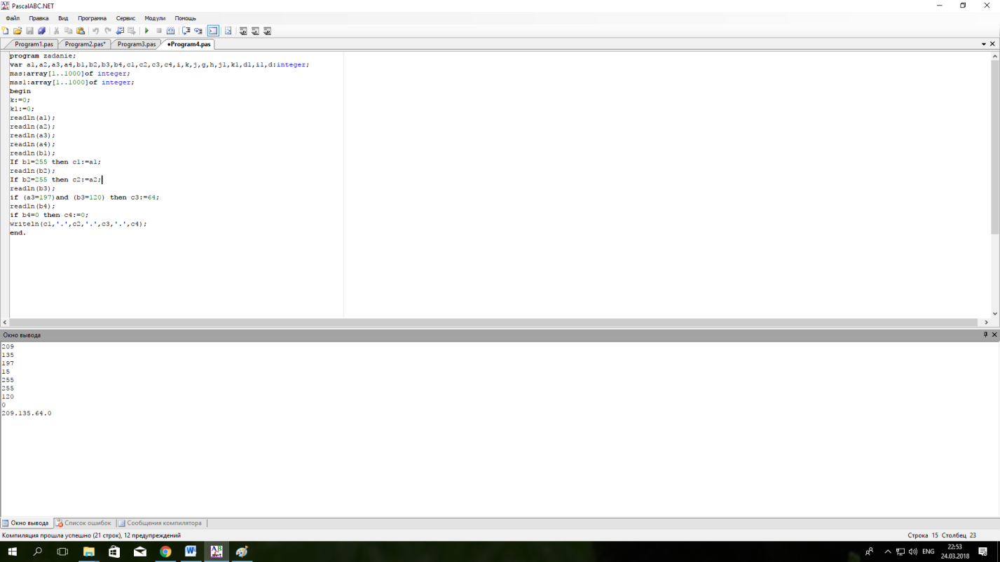 PascalABC.NET
Файл Правка Вид Программа Сервис Модули Помощь
Program1.pas Program2.pas* Program3.pas •Program4.pas
program zadanie;
var a1,a2,a3,a4,b1,b2,b3,b4,c1,c2,c3,c4,i,k,j,g,h,j1,k1,d1,i1,d:integer;
mas:array[1..1000]of integer;
mas1:array[1..1000]of integer;
begin
k:=0;
k1:=0;
readln(a1);
readln(a2);
readln(a3);
readln(a4);
readln(b1);
If b1=255 then c1:=a1;
readln(b2);
If b2=255 then c2:=a2;
readln(b3);
if (a3=197)and (b3=120) then c3:=64;
readln(b4);
if b4=0 then c4:=0;
writeln(c1,'.',c2,'.',c3,'.',c4);
end.
Окно вывода
209
135
197
15
255
255
120
0
209.135.64.0
Окно вывода Список ошибок Сообщения компилятора
Компиляция прошла успешно (21 строк), 12 предупреждений Строка 15 Столбец 23
ENG 22:53
24.03.2018